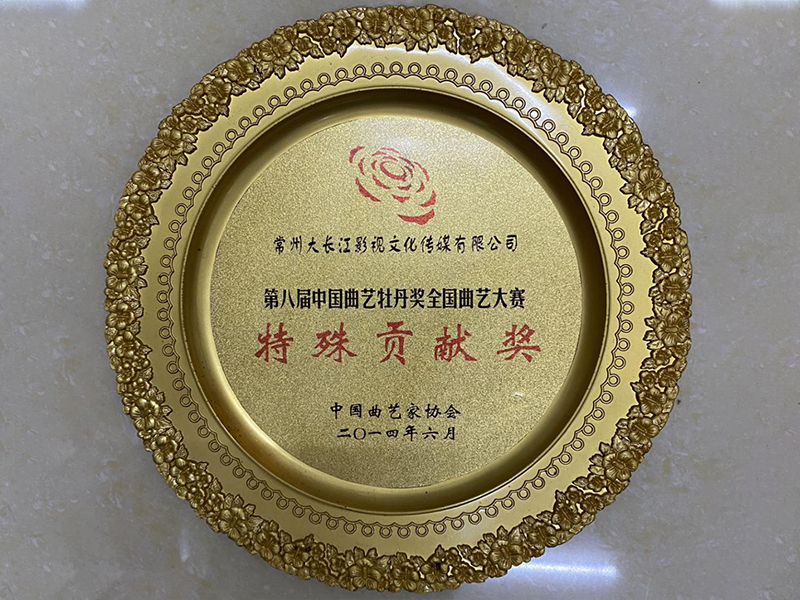 常州大长江影视文化传媒有限公司
第八届中国曲艺牡丹奖全国曲艺大赛
特殊贡献奖
中国曲艺家协会
二〇一四年六月